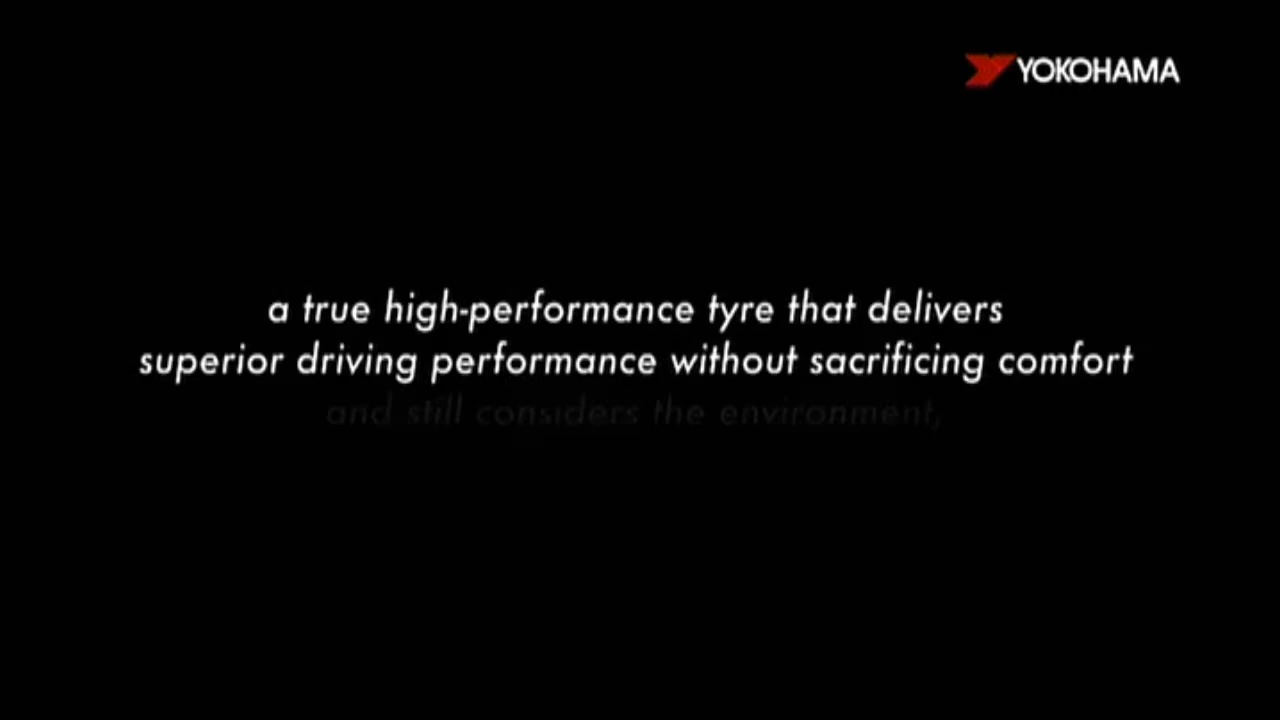 YOKOHAMA
a true high-performance tyre that delivers
superior driving performance without sacrificing comfort
and still considers the environment,